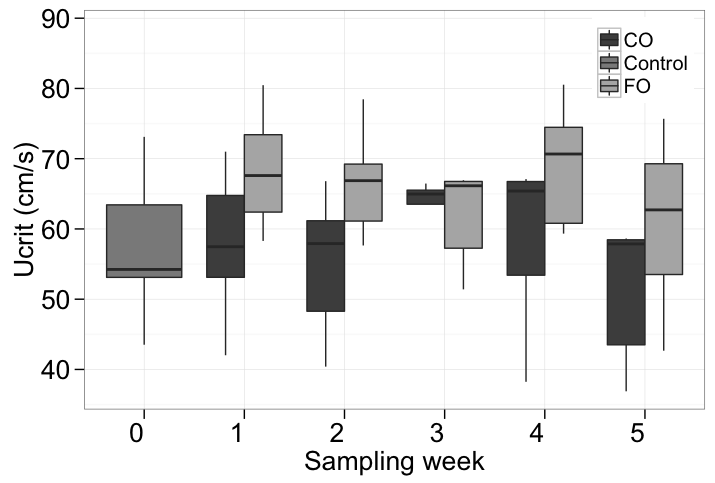 90
80
70
60
50
40
Ucrit (cm/s)
CO
Control
FO
0 1 2 3 4 5
Sampling week